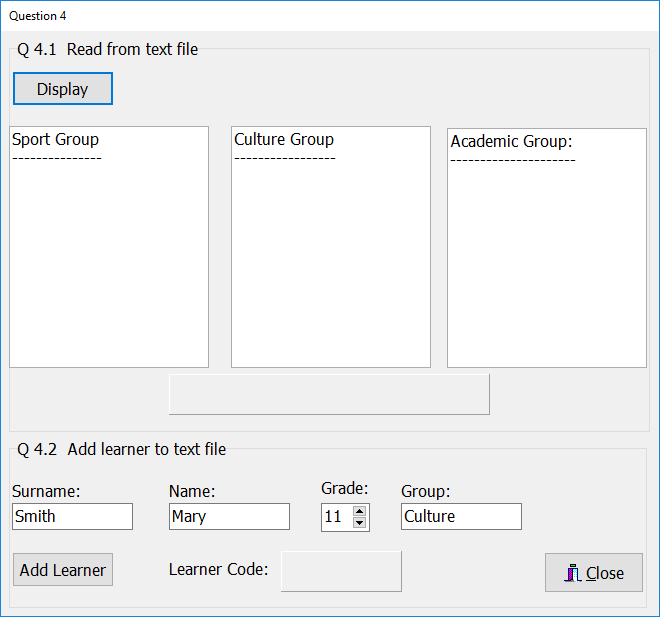 Question 4
Q 4.1 Read from text file
Display
Sport Group
---------------
Culture Group
-----------------
Academic Group:
---------------------
Q 4.2 Add learner to text file
Surname:
Name:
Grade:
Group:
Smith
Mary
11
Culture
Add Learner
Learner Code:
Close